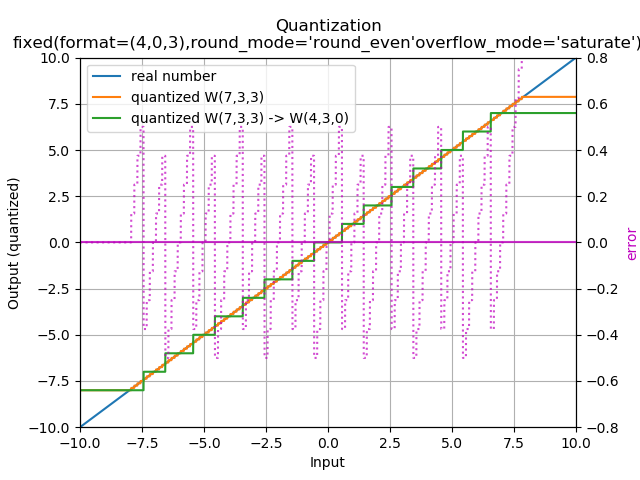 Quantization
fixed(format=(4,0,3),round_mode='round_even'overflow_mode='saturate')
real number
quantized W(7,3,3)
quantized W(7,3,3) -> W(4,3,0)
10.0
7.5
5.0
2.5
0.0
−2.5
−5.0
−7.5
−10.0
Output (quantized)
−10.0 −7.5 −5.0 −2.5 0.0 2.5 5.0 7.5 10.0
Input
0.8
0.6
0.4
0.2
0.0
−0.2
−0.4
−0.6
−0.8
error